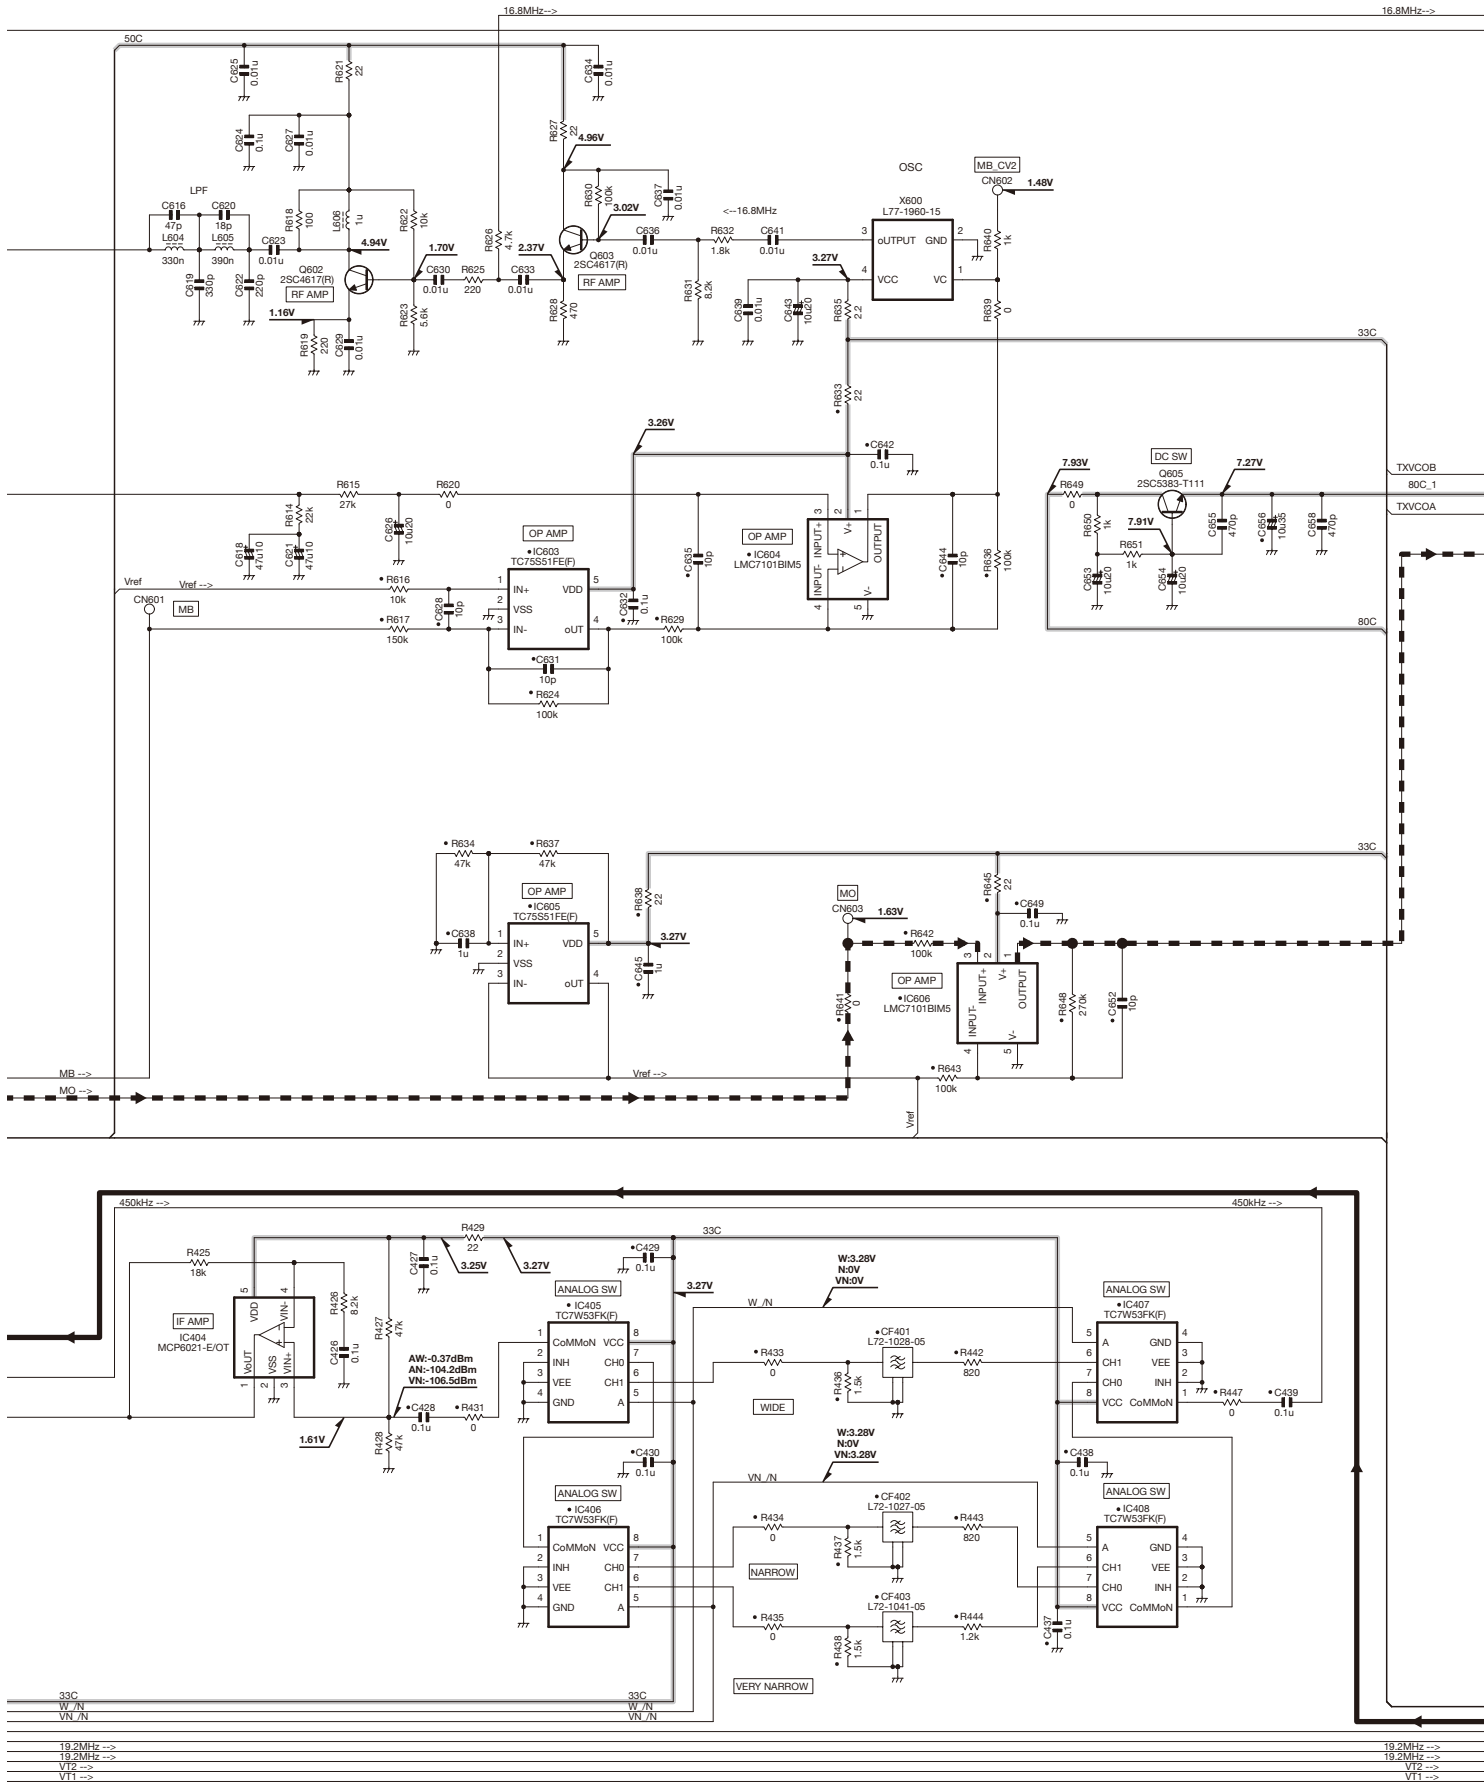 16.8MHz-->
16.8MHz-->
50C
C625
0.01u
R621
22
C634
0.01u
C624
0.1u
C627
0.01u
R627
22
4.96V
R630
100k
C637
0.01u
3.02V
OSC
MB_CV2
CN602
1.48V
X600
L77-1960-15
LPF
C616
47p
C620
18p
L604
330n
L605
390n
C623
0.01u
R618
100
L606
1u
R622
10k
R626
4.7k
4.94V
1.70V
2.37V
Q603
2SC4617(R)
RF AMP
C636
0.01u
<--16.8MHz
R632
1.8k
C641
0.01u
3
oUTPUT
GND
2
4
VCC
VC
1
R640
1k
R639
0
3.27V
Q602
2SC4617(R)
RF AMP
C630
0.01u
R625
220
C633
0.01u
C619
330p
C622
220p
1.16V
R619
220
C629
0.01u
R623
5.6k
R628
470
R631
8.2k
C639
0.01u
C643
10u20
R635
2.2
33C
•R633
22
3.26V
•C642
0.1u
R615
27k
R620
0
R614
22k
C626
10u20
C618
47u10
C621
47u10
OP AMP
•IC603
TC75S51FE(F)
1
IN+
2
VSS
3
IN-
VDD
5
oUT
4
•C635
10p
OP AMP
•IC604
LMC7101BIM5
3
2
1
INPUT+
V+
OUTPUT
INPUT-
V-
4
5
•C644
10p
•R636
100k
7.93V
R649
0
DC SW
Q605
2SC5383-T111
7.27V
R650
1k
7.91V
R651
1k
C655
470p
•C656
10u35
C658
470p
C653
10u20
C654
10u20
TXVCOB
80C_1
TXVCOA
Vref
Vref -->
CN601
MB
•R616
10k
•R617
150k
•C628
10p
•C632
0.1u
•R629
100k
•C631
10p
•R624
100k
80C
•R634
47k
•R637
47k
OP AMP
•IC605
TC75S51FE(F)
1
IN+
2
VSS
3
IN-
VDD
5
oUT
4
•C638
1u
•R638
22
3.27V
•C645
1u
33C
MO
CN603
1.63V
•R642
100k
•R641
0
R645
22
•C649
0.1u
OP AMP
•IC606
LMC7101BIM5
3
2
1
INPUT+
V+
OUTPUT
INPUT-
V-
4
5
•R648
270k
•C652
10p
•R643
100k
MB -->
MO -->
Vref -->
Vref
450kHz -->
450kHz -->
R425
18k
R429
22
33C
C427
0.1u
3.25V
3.27V
•C429
0.1u
3.27V
5
4
VDD
VIN-
VoUT
VSS
VIN+
1
2
3
IF AMP
IC404
MCP6021-E/OT
R426
8.2k
C426
0.1u
R427
47k
AW:-0.37dBm
AN:-104.2dBm
VN:-106.5dBm
•C428
0.1u
•R431
0
1.61V
R428
47k
ANALOG SW
•IC405
TC7W53FK(F)
1
CoMMoN
VCC
8
2
INH
CH0
7
3
VEE
CH1
6
4
GND
A
5
W:3.28V
N:0V
VN:0V
W_/N
•R433
0
•R436
1.5k
•CF401
L72-1028-05
•R442
820
WIDE
ANALOG SW
•IC407
TC7W53FK(F)
5
A
GND
4
6
CH1
VEE
3
7
CH0
INH
2
8
VCC
CoMMoN
1
•R447
0
•C439
0.1u
•C430
0.1u
W:3.28V
N:0V
VN:3.28V
VN_/N
•C438
0.1u
ANALOG SW
•IC406
TC7W53FK(F)
1
CoMMoN
VCC
8
2
INH
CH0
7
3
VEE
CH1
6
4
GND
A
5
•R434
0
•R437
1.5k
•CF402
L72-1027-05
•R443
820
NARROW
•R435
0
•R438
1.5k
•CF403
L72-1041-05
•R444
1.2k
VERY NARROW
ANALOG SW
•IC408
TC7W53FK(F)
5
A
GND
4
6
CH1
VEE
3
7
CH0
INH
2
8
VCC
CoMMoN
1
•C437
0.1u
33C
33C
W_/N
W_/N
VN_/N
VN_/N
19.2MHz -->
19.2MHz -->
19.2MHz -->
19.2MHz -->
VT2 -->
VT2 -->
VT1 -->
VT1 -->